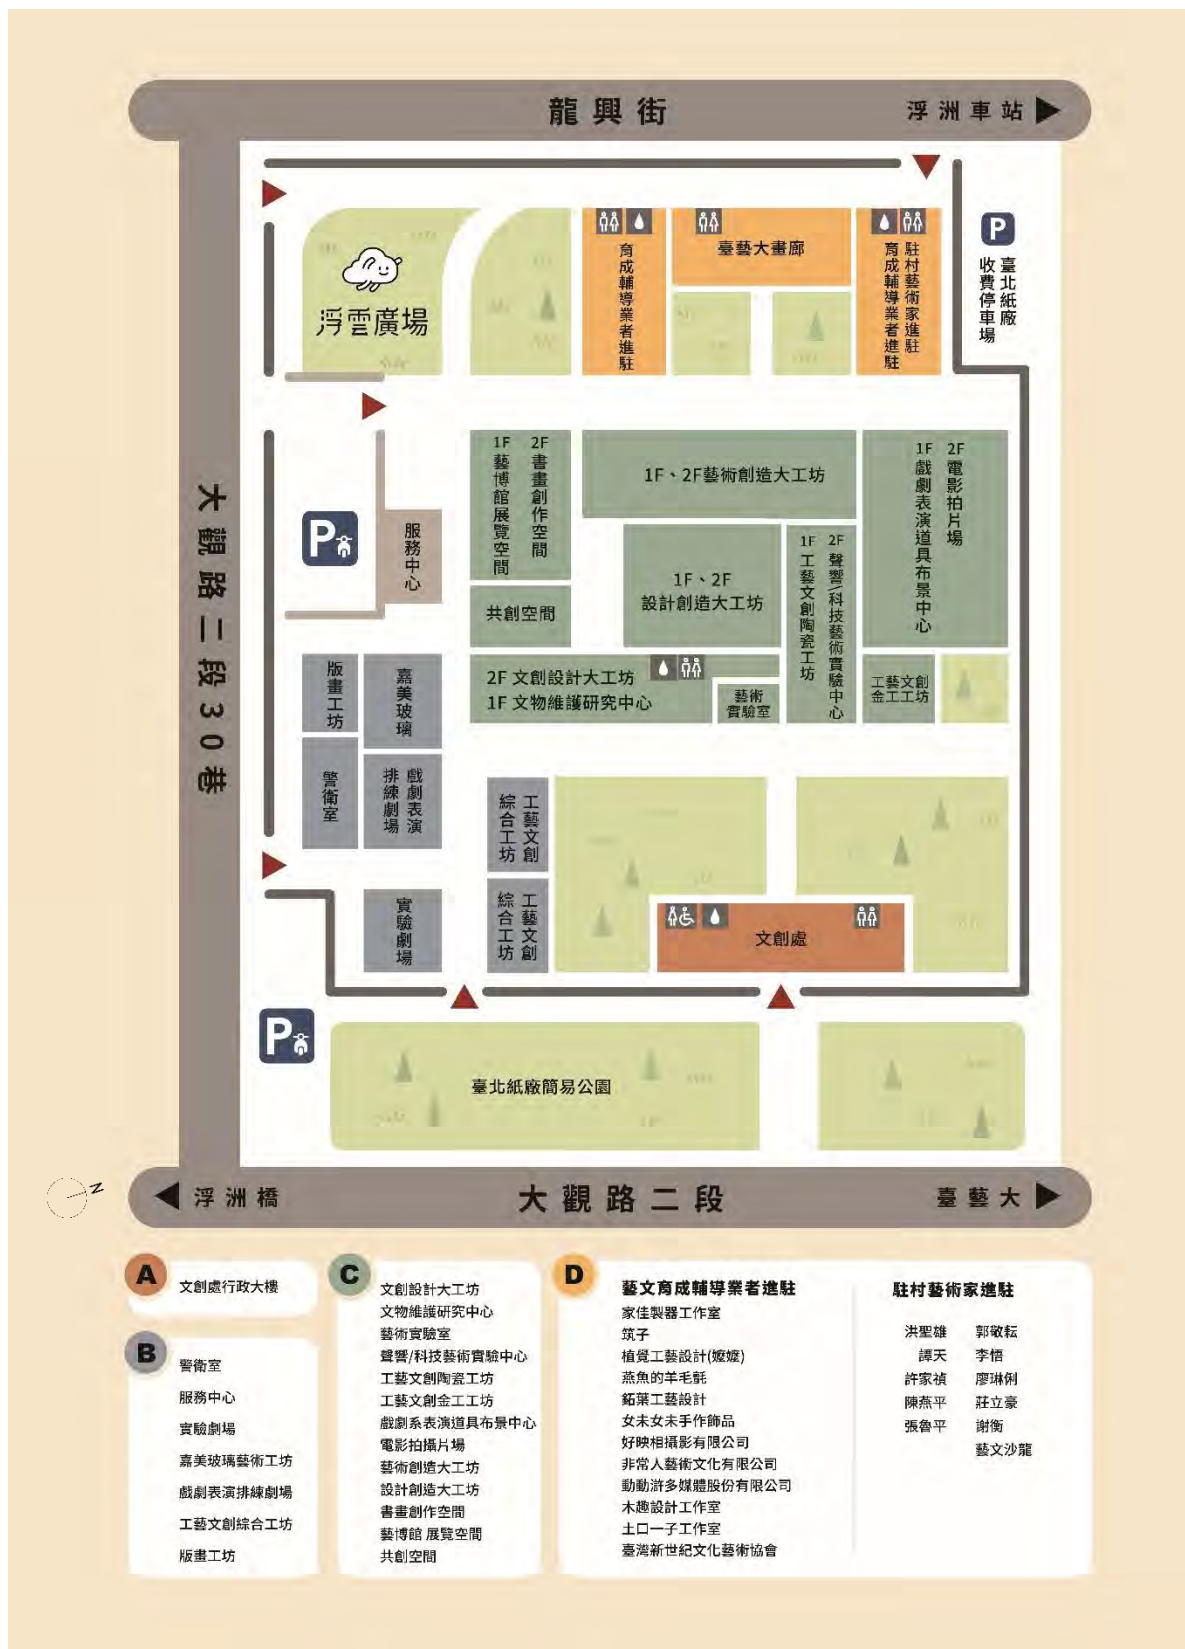 龍興街
浮洲車站
大觀路二段30巷
浮雲廣場
育成輔導業者進駐
臺藝大畫廊
駐村藝術家進駐
育成輔導業者進駐
P
臺北紙廠
收費停車場
1F 藝博館展覽空間
2F 書畫創作空間
1F、2F藝術創造大工坊
1F 戲劇表演道具布景中心
2F 電影拍片場
P
服務中心
1F、2F
設計創造大工坊
1F 工藝文創陶瓷工坊
2F 聲響/科技藝術實驗中心
共創空間
版畫工坊
嘉美玻璃
2F 文創設計大工坊
1F 文物維護研究中心
藝術
實驗室
工藝文創
金工工坊
警衛室
戲劇表演
排練劇場
工藝文創
綜合工坊
實驗劇場
工藝文創
綜合工坊
文創處
P
臺北紙廠簡易公園
N
浮洲橋
大觀路二段
臺藝大
A
文創處行政大樓
B
警衛室
服務中心
實驗劇場
嘉美玻璃藝術工坊
戲劇表演排練劇場
工藝文創綜合工坊
版畫工坊
C
文創設計大工坊
文物維護研究中心
藝術實驗室
聲響/科技藝術實驗中心
工藝文創陶瓷工坊
工藝文創金工工坊
戲劇系表演道具布景中心
電影拍攝片場
藝術創造大工坊
設計創造大工坊
書畫創作空間
藝博館 展覽空間
共創空間
D
藝文育成輔導業者進駐
家佳製器工作室
筑子
植覺工藝設計(嬤嬤)
燕魚的羊毛氈
鉐葉工藝設計
女未女未手作飾品
好映相攝影有限公司
非常人藝術文化有限公司
動動滸多媒體股份有限公司
木趣設計工作室
土口一子工作室
臺灣新世紀文化藝術協會
駐村藝術家進駐
洪聖雄 郭敬耘
譚天 李悟
許家禎 廖琳俐
陳燕平 莊立豪
張魯平 謝衡
藝文沙龍